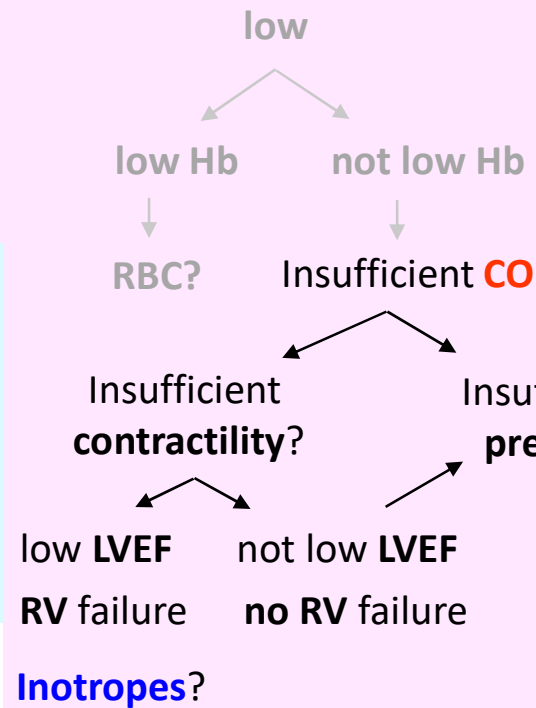 low
low Hb not low Hb
RBC? Insufficient CO
Insufficient
contractility?
low LVEF not low LVEF
RV failure no RV failure
Inotropes?